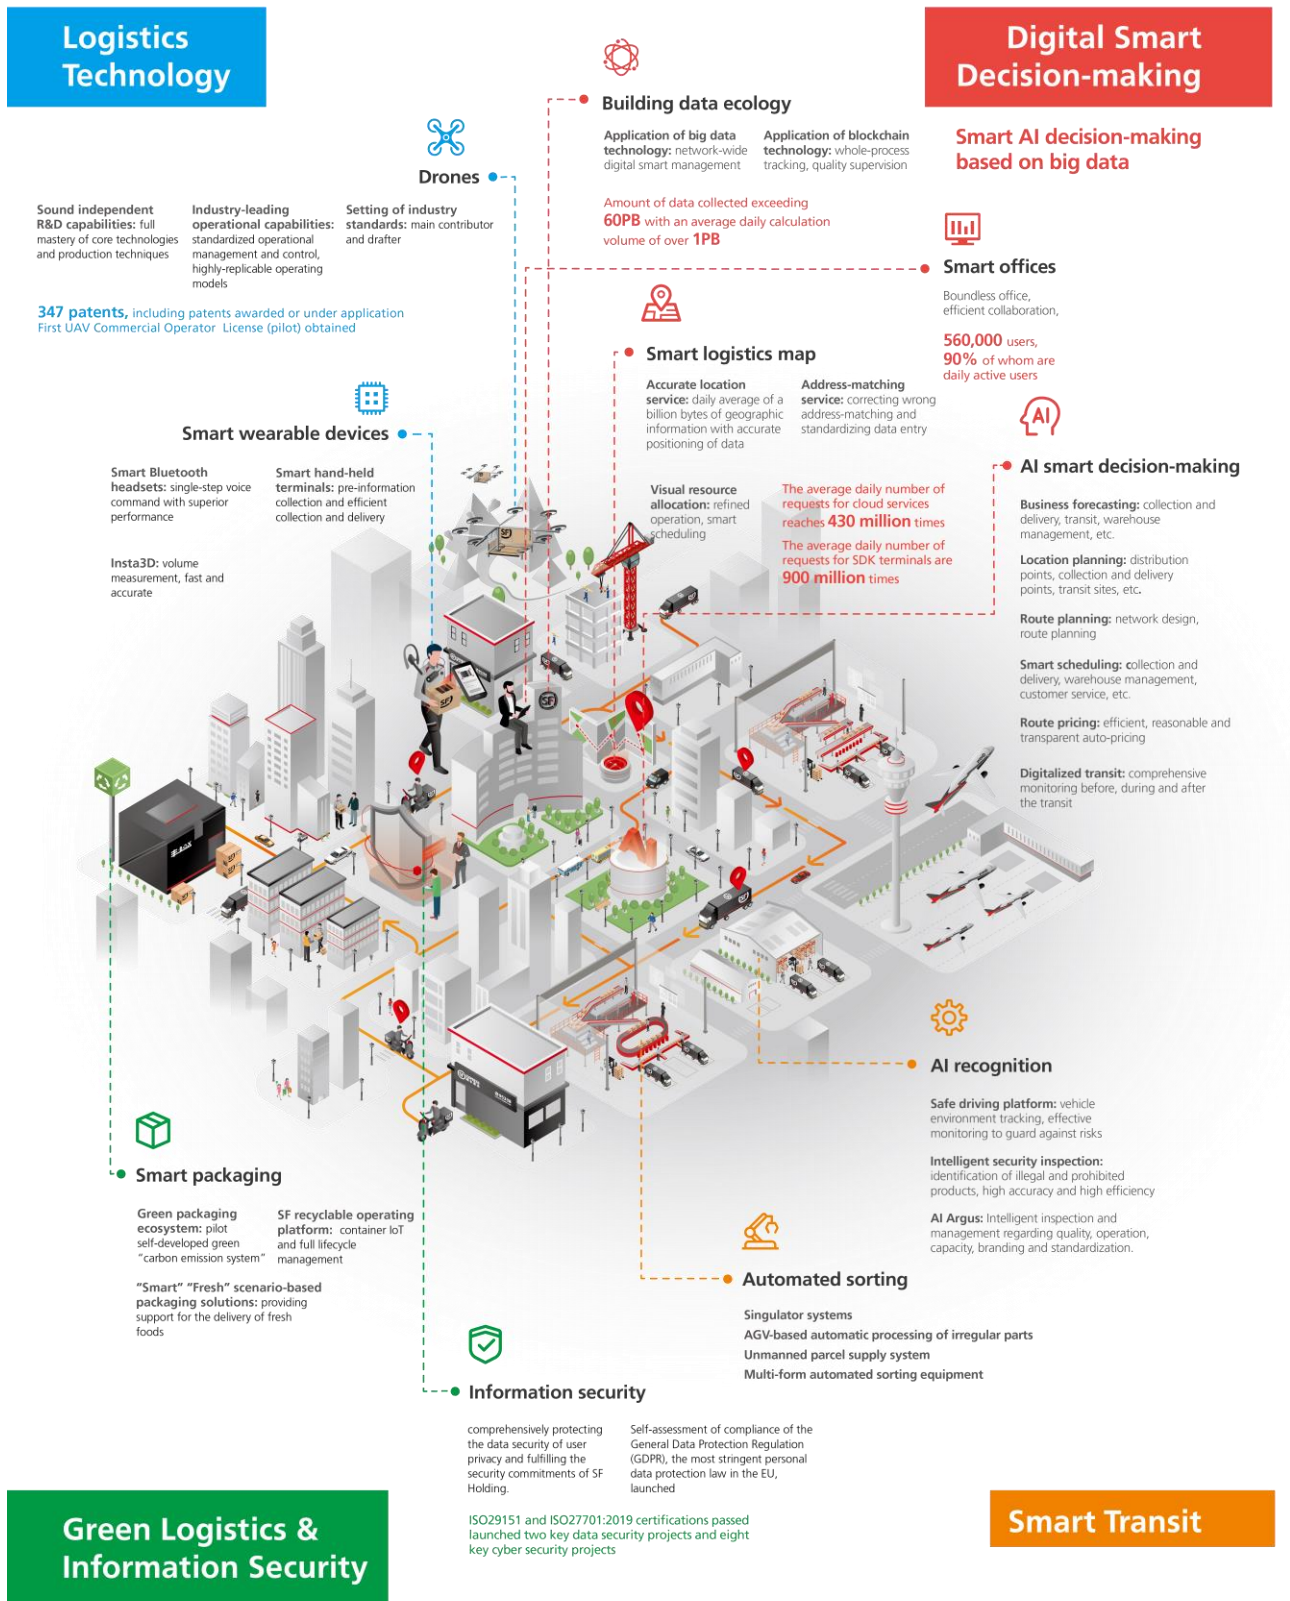 Logistics
Technology
Digital Smart
Decision-making
Smart AI decision-making
based on big data
Building data ecology
Application of big data
technology: network-wide
digital smart management
Application of blockchain
technology: whole-process
tracking, quality supervision
Amount of data collected exceeding
60PB with an average daily calculation
volume of over 1PB
Drones
Sound independent
R&D capabilities: full
mastery of core technologies
and production techniques
Industry-leading
operational capabilities:
standardized operational
management and control,
highly-replicable operating
models
Setting of industry
standards: main contributor
and drafter
347 patents, including patents awarded or under application
First UAV Commercial Operator License (pilot) obtained
Smart offices
Boundless office,
efficient collaboration,
560,000 users,
90% of whom are
daily active users
Smart logistics map
Accurate location
service: daily average of a
billion bytes of geographic
information with accurate
positioning of data
Address-matching
service: correcting wrong
address-matching and
standardizing data entry
Visual resource
allocation: refined
operation, smart
scheduling
The average daily number of
requests for cloud services
reaches 430 million times
The average daily number of
requests for SDK terminals are
900 million times
Smart wearable devices
Smart Bluetooth
headsets: single-step voice
command with superior
performance
Smart hand-held
terminals: pre-information
collection and efficient
collection and delivery
Insta3D: volume
measurement, fast and
accurate
AI
AI smart decision-making
Business forecasting: collection and
delivery, transit, warehouse
management, etc.
Location planning: distribution
points, collection and delivery
points, transit sites, etc.
Route planning: network design,
route planning
Smart scheduling: collection and
delivery, warehouse management,
customer service, etc.
Route pricing: efficient, reasonable and
transparent auto-pricing
Digitalized transit: comprehensive
monitoring before, during and after
the transit
SF
SF
SF
AI recognition
Safe driving platform: vehicle
environment tracking, effective
monitoring to guard against risks
Intelligent security inspection:
identification of illegal and prohibited
products, high accuracy and high efficiency
AI Argus: Intelligent inspection and
management regarding quality, operation,
capacity, branding and standardization.
Smart packaging
Green packaging
ecosystem: pilot
self-developed green
"carbon emission system"
SF recyclable operating
platform: container IoT
and full lifecycle
management
"Smart" "Fresh" scenario-based
packaging solutions: providing
support for the delivery of fresh
foods
Automated sorting
Singulator systems
AGV-based automatic processing of irregular parts
Unmanned parcel supply system
Multi-form automated sorting equipment
Information security
comprehensively protecting
the data security of user
privacy and fulfilling the
security commitments of SF
Holding.
Self-assessment of compliance of the
General Data Protection Regulation
(GDPR), the most stringent personal
data protection law in the EU,
launched
ISO29151 and ISO27701:2019 certifications passed
launched two key data security projects and eight
key cyber security projects
Green Logistics &
Information Security
Smart Transit